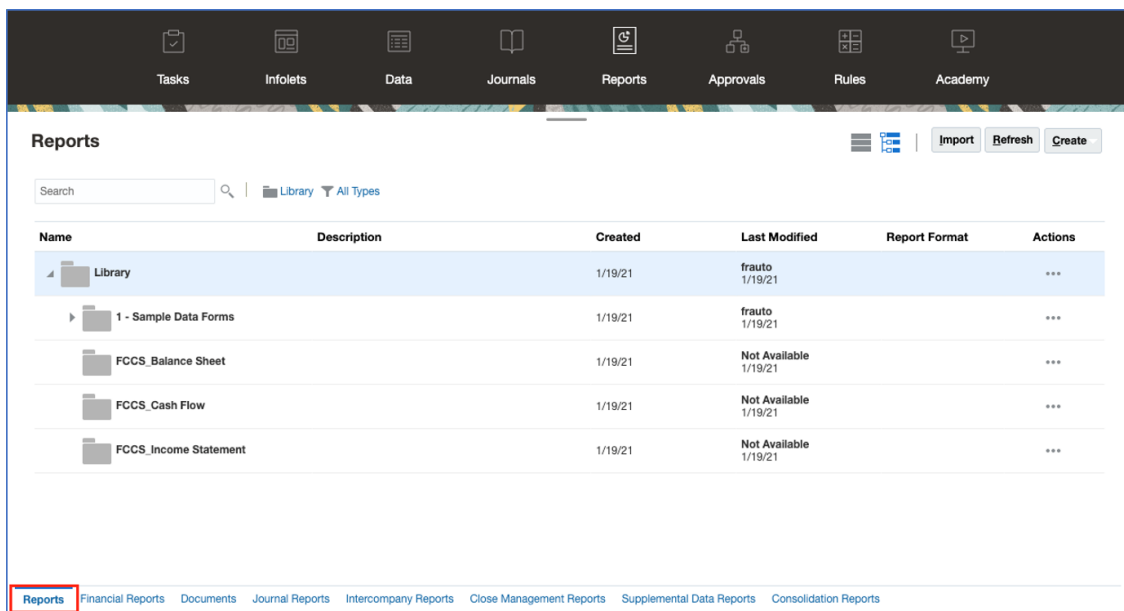 Tasks Infolets Data Journals Reports Approvals Rules Academy
Reports
Import Refresh Create
Search Library All Types
Name Description Created Last Modified Report Format Actions
Library 1/19/21 frauto
1/19/21
1 - Sample Data Forms 1/19/21 frauto
1/19/21
FCCS_Balance Sheet 1/19/21 Not Available
1/19/21
FCCS_Cash Flow 1/19/21 Not Available
1/19/21
FCCS_Income Statement 1/19/21 Not Available
1/19/21
Reports Financial Reports Documents Journal Reports Intercompany Reports Close Management Reports Supplemental Data Reports Consolidation Reports